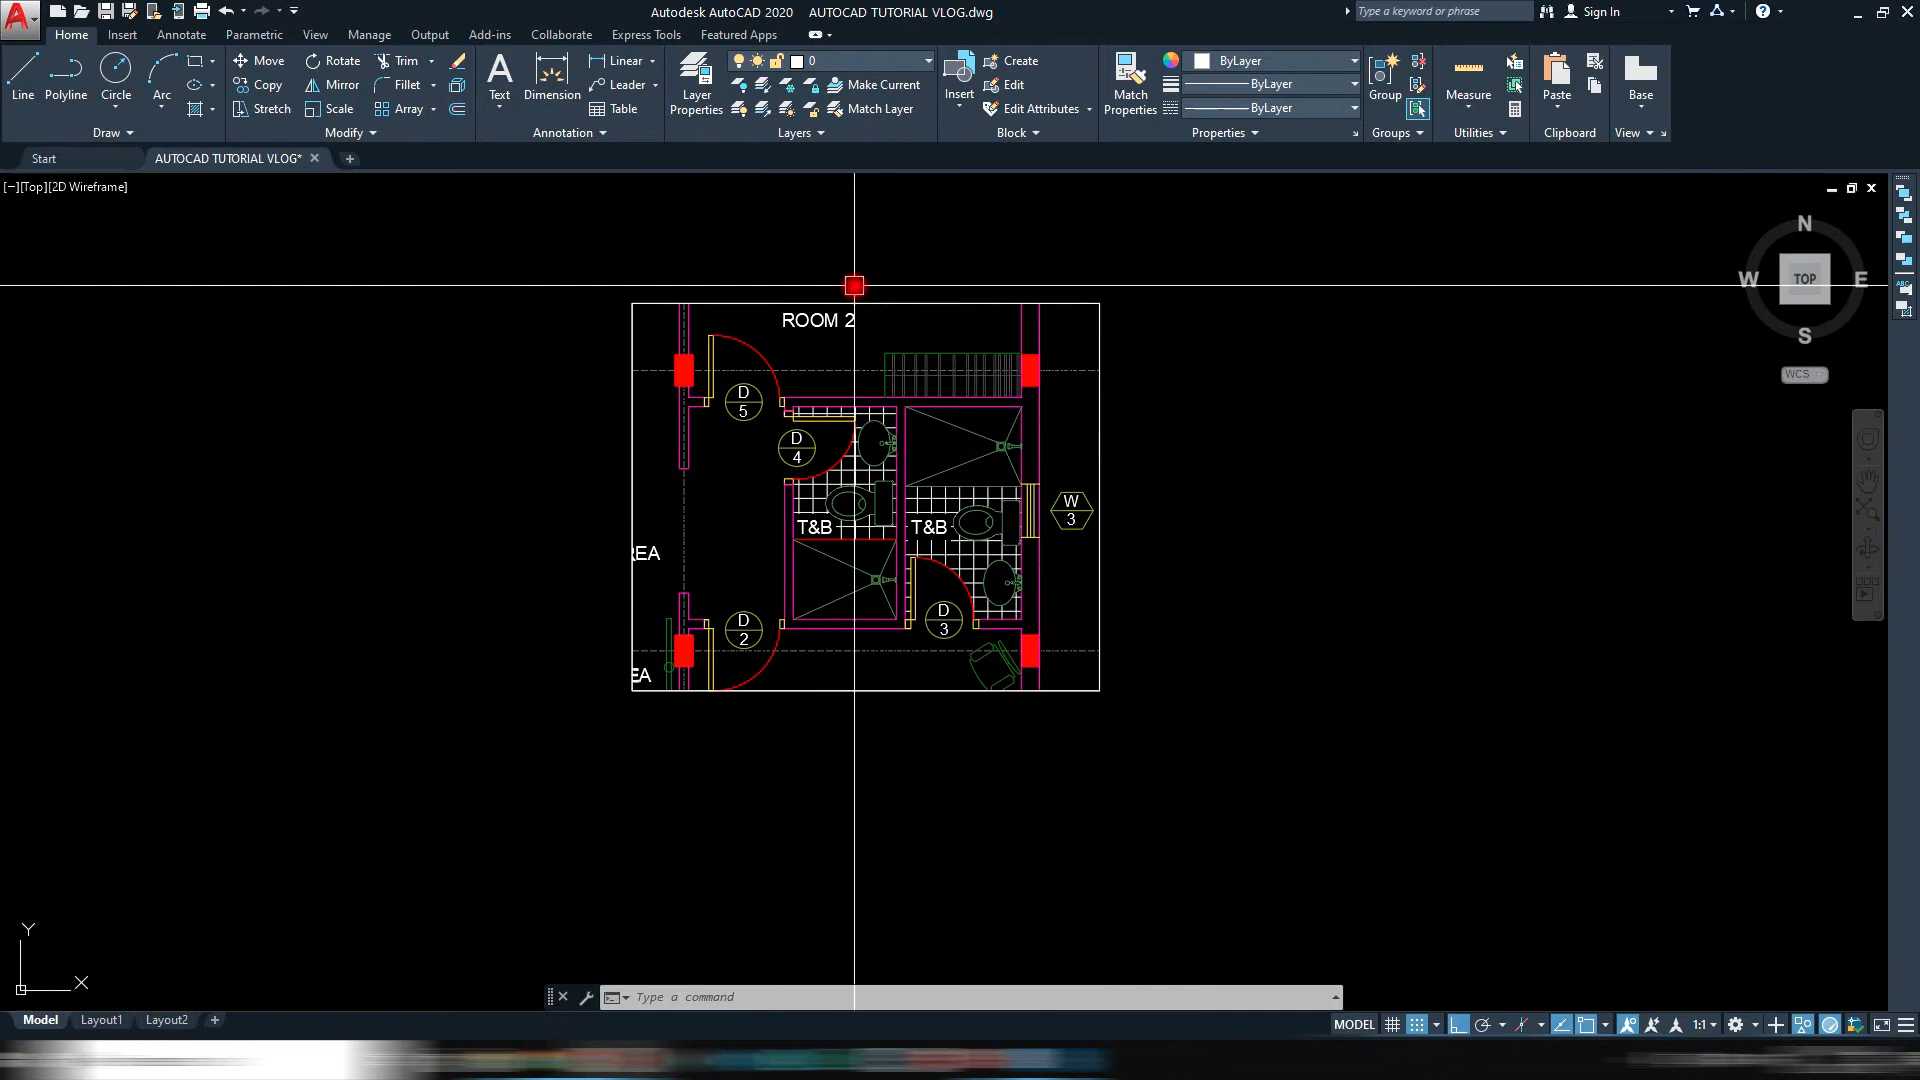 Autodesk AutoCAD 2020 AUTOCAD TUTORIAL VLOG.dwg
Type a keyword or phrase
Sign In
Home Insert Annotate Parametric View Manage Output Add-ins Collaborate Express Tools Featured Apps
Line
Polyline
Circle
Arc
Draw
Move Rotate Trim
Copy Mirror Fillet
Stretch Scale Array
Modify
Text
Dimension
Linear
Leader
Table
Annotation
Layer
Properties
0
Make Current
Match Layer
Layers
Insert
Create
Edit
Edit Attributes
Block
Match
Properties
ByLayer
ByLayer
ByLayer
Properties
Group
Groups
Measure
Utilities
Paste
Clipboard
Base
View
Start AUTOCAD TUTORIAL VLOG*
[−][Top][2D Wireframe]
N
W TOP E
S
WCS
ABC
ROOM 2
D
5
D
4
T&B T&B
W
3
REA
D
2
D
3
EA
Y
X
Type a command
Model Layout1 Layout2
MODEL
1:1